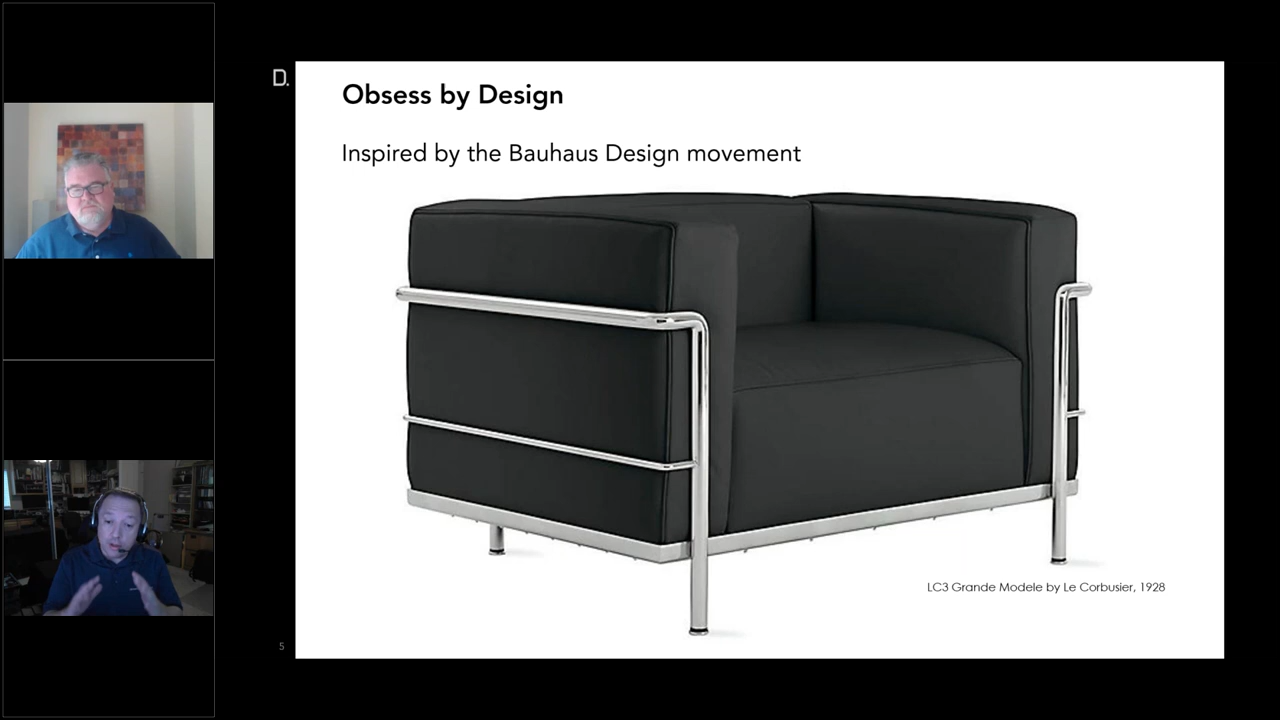 D.
Obsess by Design
Inspired by the Bauhaus Design movement
LC3 Grande Modele by Le Corbusier, 1928
5